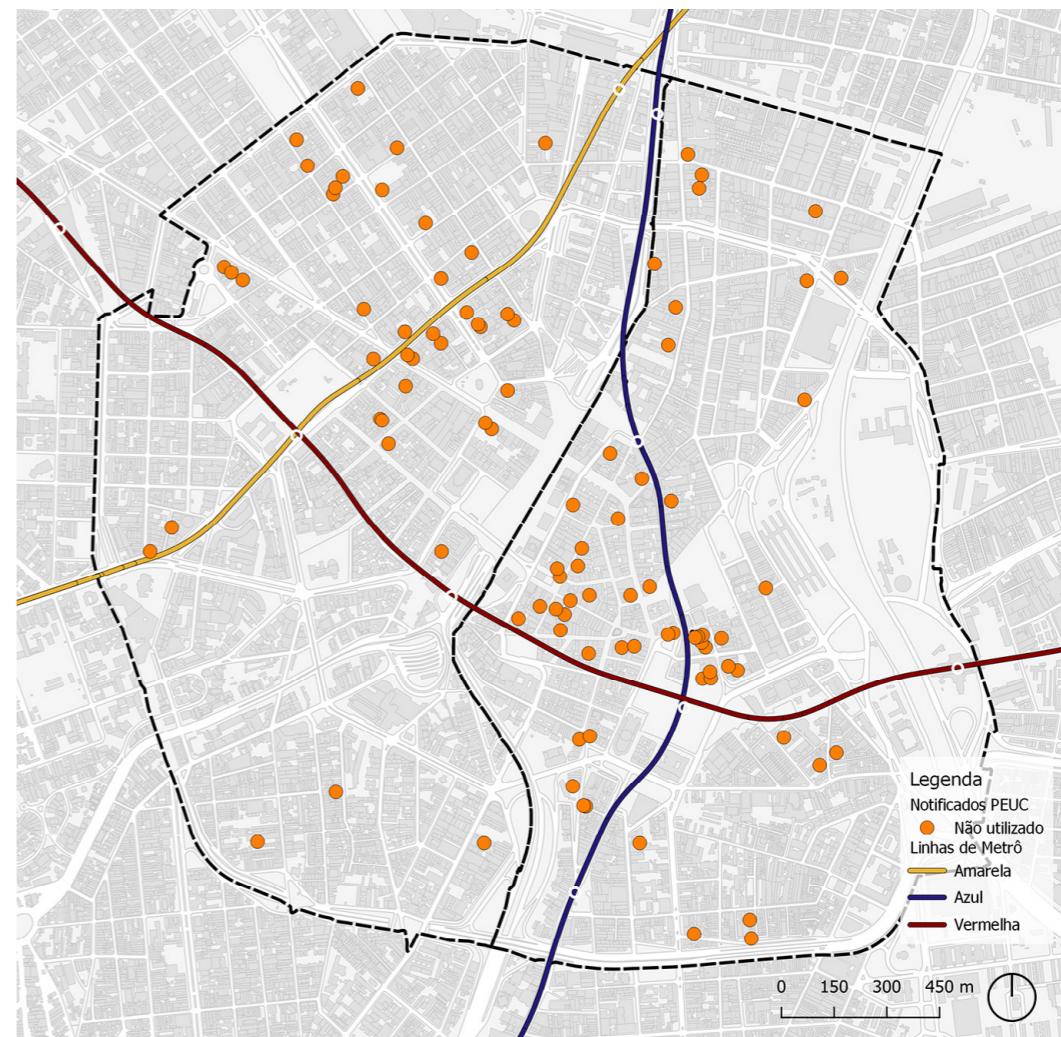 Legenda
Notificados PEUC
Não utilizado
Linhas de Metrô
Amarela
Azul
Vermelha
0 150 300 450 m